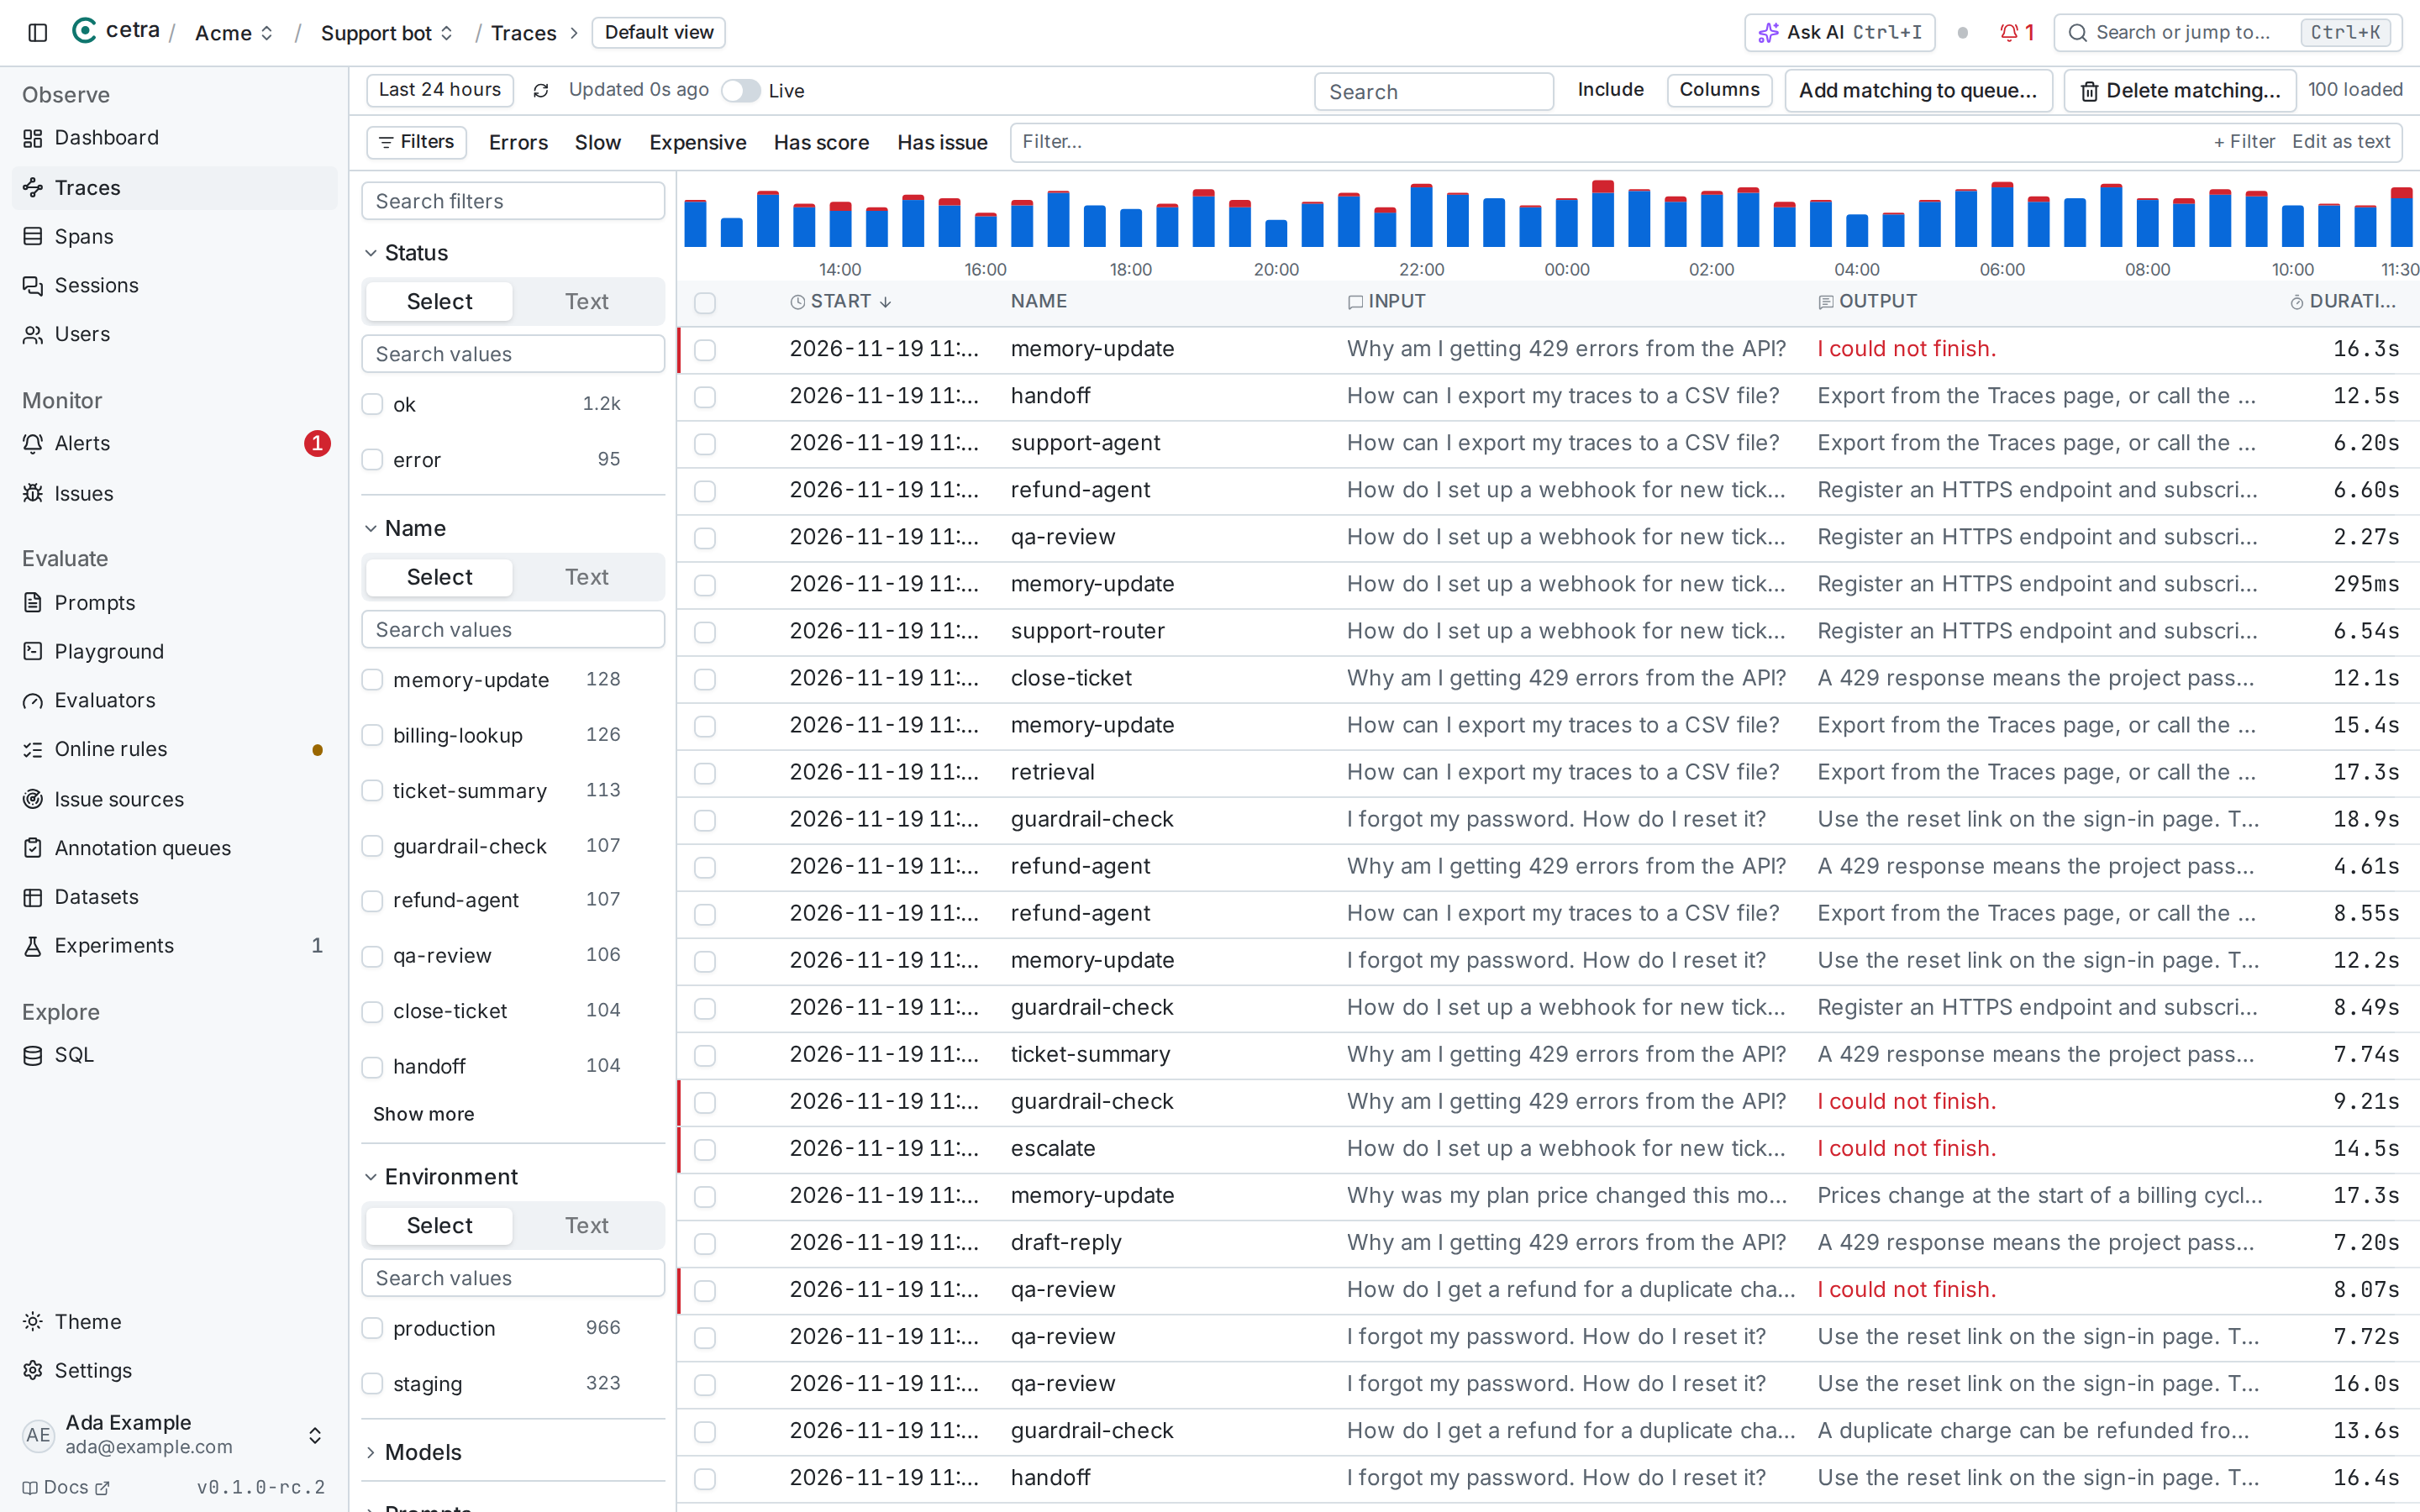 cetra / Acme / Support bot / Traces > Default view
Ask AI Ctrl+I 1 Search or jump to... Ctrl+K
Observe
Dashboard
Traces
Spans
Sessions
Users
Monitor
Alerts 1
Issues
Evaluate
Prompts
Playground
Evaluators
Online rules
Issue sources
Annotation queues
Datasets
Experiments 1
Explore
SQL
Theme
Settings
AE Ada Example
ada@example.com
Docs v0.1.0-rc.2
Last 24 hours Updated 0s ago Live Search Include Columns Add matching to queue... Delete matching... 100 loaded
Filters Errors Slow Expensive Has score Has issue Filter... + Filter Edit as text
Search filters
Status
Select Text
Search values
ok 1.2k
error 95
Name
Select Text
Search values
memory-update 128
billing-lookup 126
ticket-summary 113
guardrail-check 107
refund-agent 107
qa-review 106
close-ticket 104
handoff 104
Show more
Environment
Select Text
Search values
production 966
staging 323
Models
14:00 16:00 18:00 20:00 22:00 00:00 02:00 04:00 06:00 08:00 10:00 11:30
START NAME INPUT OUTPUT DURATI...
2026-11-19 11:... memory-update Why am I getting 429 errors from the API? I could not finish. 16.3s
2026-11-19 11:... handoff How can I export my traces to a CSV file? Export from the Traces page, or call the ... 12.5s
2026-11-19 11:... support-agent How can I export my traces to a CSV file? Export from the Traces page, or call the ... 6.20s
2026-11-19 11:... refund-agent How do I set up a webhook for new tick... Register an HTTPS endpoint and subscri... 6.60s
2026-11-19 11:... qa-review How do I set up a webhook for new tick... Register an HTTPS endpoint and subscri... 2.27s
2026-11-19 11:... memory-update How do I set up a webhook for new tick... Register an HTTPS endpoint and subscri... 295ms
2026-11-19 11:... support-router How do I set up a webhook for new tick... Register an HTTPS endpoint and subscri... 6.54s
2026-11-19 11:... close-ticket Why am I getting 429 errors from the API? A 429 response means the project pass... 12.1s
2026-11-19 11:... memory-update How can I export my traces to a CSV file? Export from the Traces page, or call the ... 15.4s
2026-11-19 11:... retrieval How can I export my traces to a CSV file? Export from the Traces page, or call the ... 17.3s
2026-11-19 11:... guardrail-check I forgot my password. How do I reset it? Use the reset link on the sign-in page. T... 18.9s
2026-11-19 11:... refund-agent Why am I getting 429 errors from the API? A 429 response means the project pass... 4.61s
2026-11-19 11:... refund-agent How can I export my traces to a CSV file? Export from the Traces page, or call the ... 8.55s
2026-11-19 11:... memory-update I forgot my password. How do I reset it? Use the reset link on the sign-in page. T... 12.2s
2026-11-19 11:... guardrail-check How do I set up a webhook for new tick... Register an HTTPS endpoint and subscri... 8.49s
2026-11-19 11:... ticket-summary Why am I getting 429 errors from the API? A 429 response means the project pass... 7.74s
2026-11-19 11:... guardrail-check Why am I getting 429 errors from the API? I could not finish. 9.21s
2026-11-19 11:... escalate How do I set up a webhook for new tick... I could not finish. 14.5s
2026-11-19 11:... memory-update Why was my plan price changed this mo... Prices change at the start of a billing cycl... 17.3s
2026-11-19 11:... draft-reply Why am I getting 429 errors from the API? A 429 response means the project pass... 7.20s
2026-11-19 11:... qa-review How do I get a refund for a duplicate cha... I could not finish. 8.07s
2026-11-19 11:... qa-review I forgot my password. How do I reset it? Use the reset link on the sign-in page. T... 7.72s
2026-11-19 11:... qa-review I forgot my password. How do I reset it? Use the reset link on the sign-in page. T... 16.0s
2026-11-19 11:... guardrail-check How do I get a refund for a duplicate cha... A duplicate charge can be refunded fro... 13.6s
2026-11-19 11:... handoff I forgot my password. How do I reset it? Use the reset link on the sign-in page. T... 16.4s